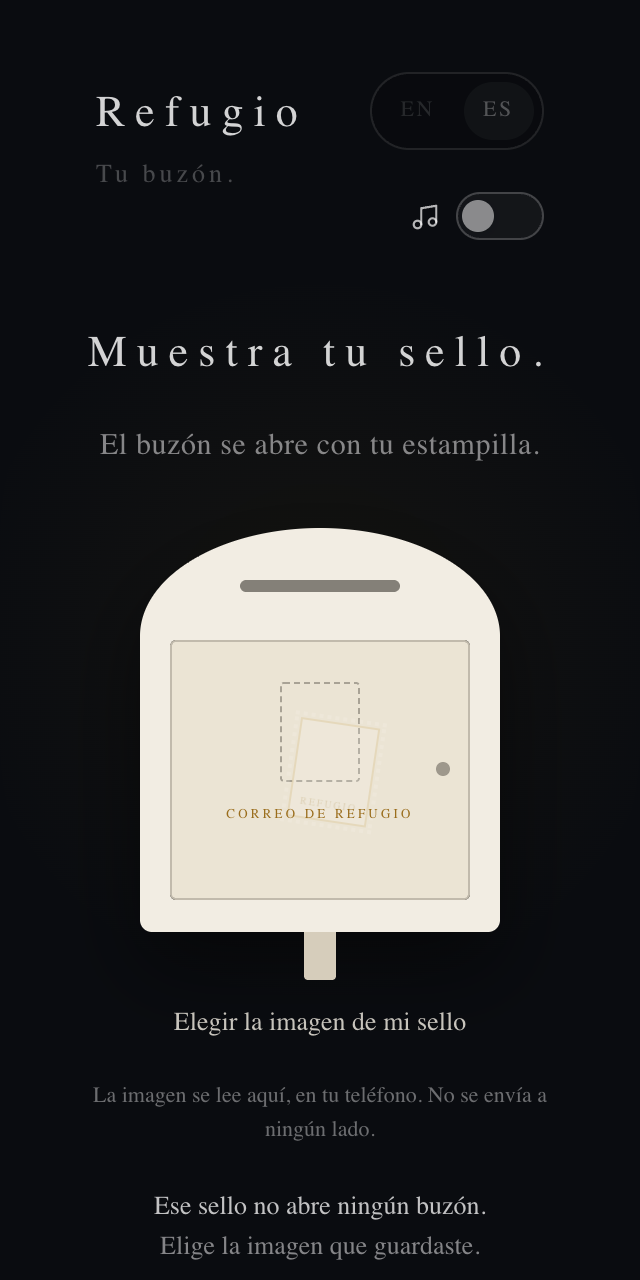 Refugio
EN ES
Tu buzón.
Muestra tu sello.
El buzón se abre con tu estampilla.
REFUGIO
CORREO DE REFUGIO
Elegir la imagen de mi sello
La imagen se lee aquí, en tu teléfono. No se envía a
ningún lado.
Ese sello no abre ningún buzón.
Elige la imagen que guardaste.